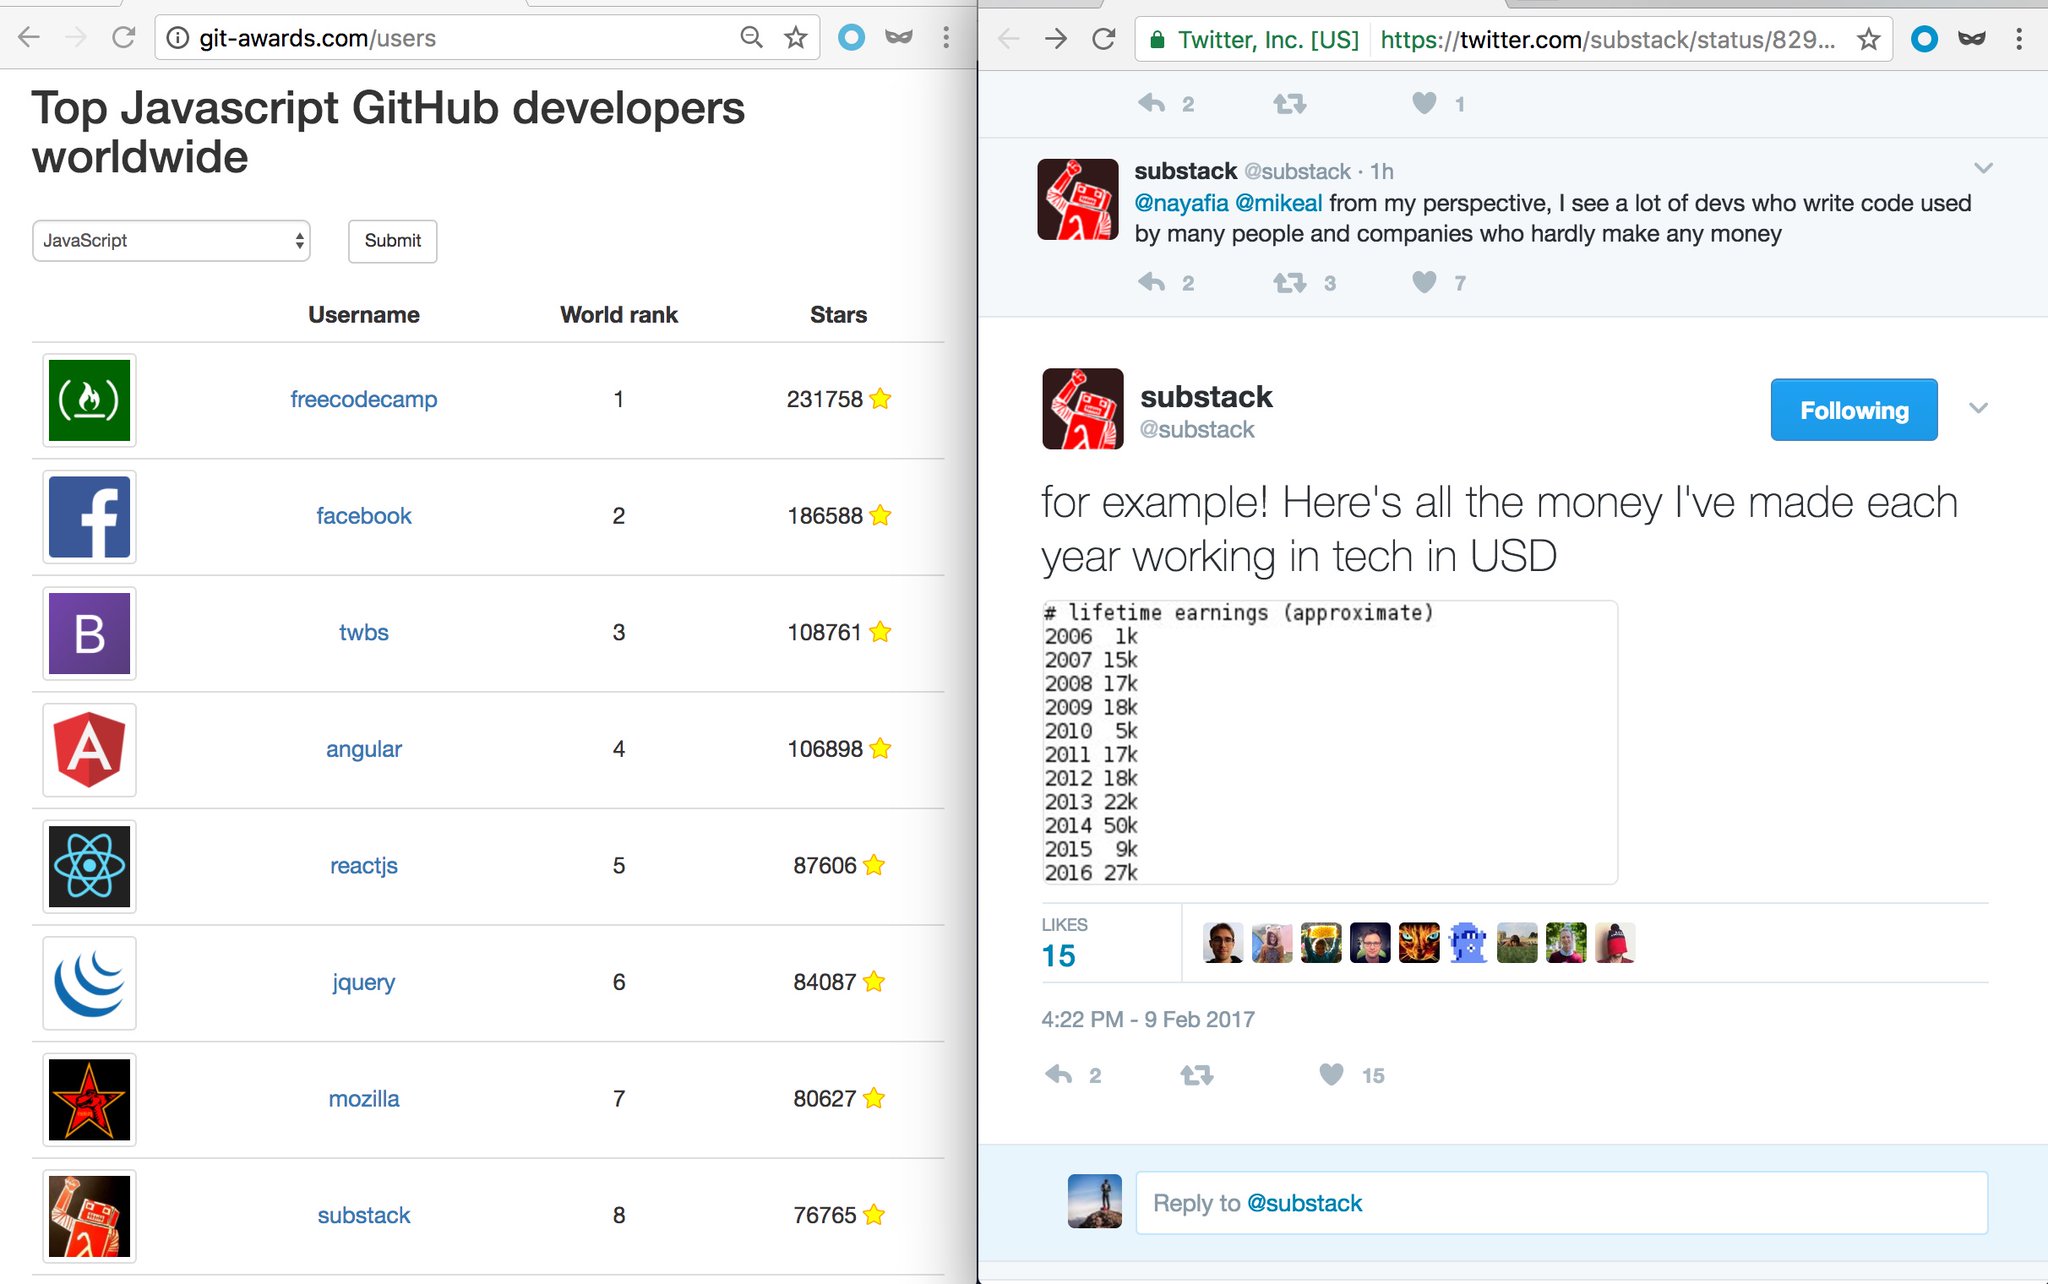 git-awards.com/users
Top Javascript GitHub developers
worldwide
JavaScript
Submit
Username World rank Stars
freecodecamp 1 231758
facebook 2 186588
B
twbs 3 108761
A
angular 4 106898
reactjs 5 87606
jquery 6 84087
mozilla 7 80627
substack 8 76765
Twitter, Inc. [US] https://twitter.com/substack/status/829...
2 1
substack @substack · 1h
@nayafia @mikeal from my perspective, I see a lot of devs who write code used
by many people and companies who hardly make any money
2 3 7
substack
@substack
Following
for example! Here's all the money I've made each
year working in tech in USD
# lifetime earnings (approximate)
2006 1k
2007 15k
2008 17k
2009 18k
2010 5k
2011 17k
2012 18k
2013 22k
2014 50k
2015 9k
2016 27k
LIKES
15
4:22 PM - 9 Feb 2017
2 15
Reply to @substack